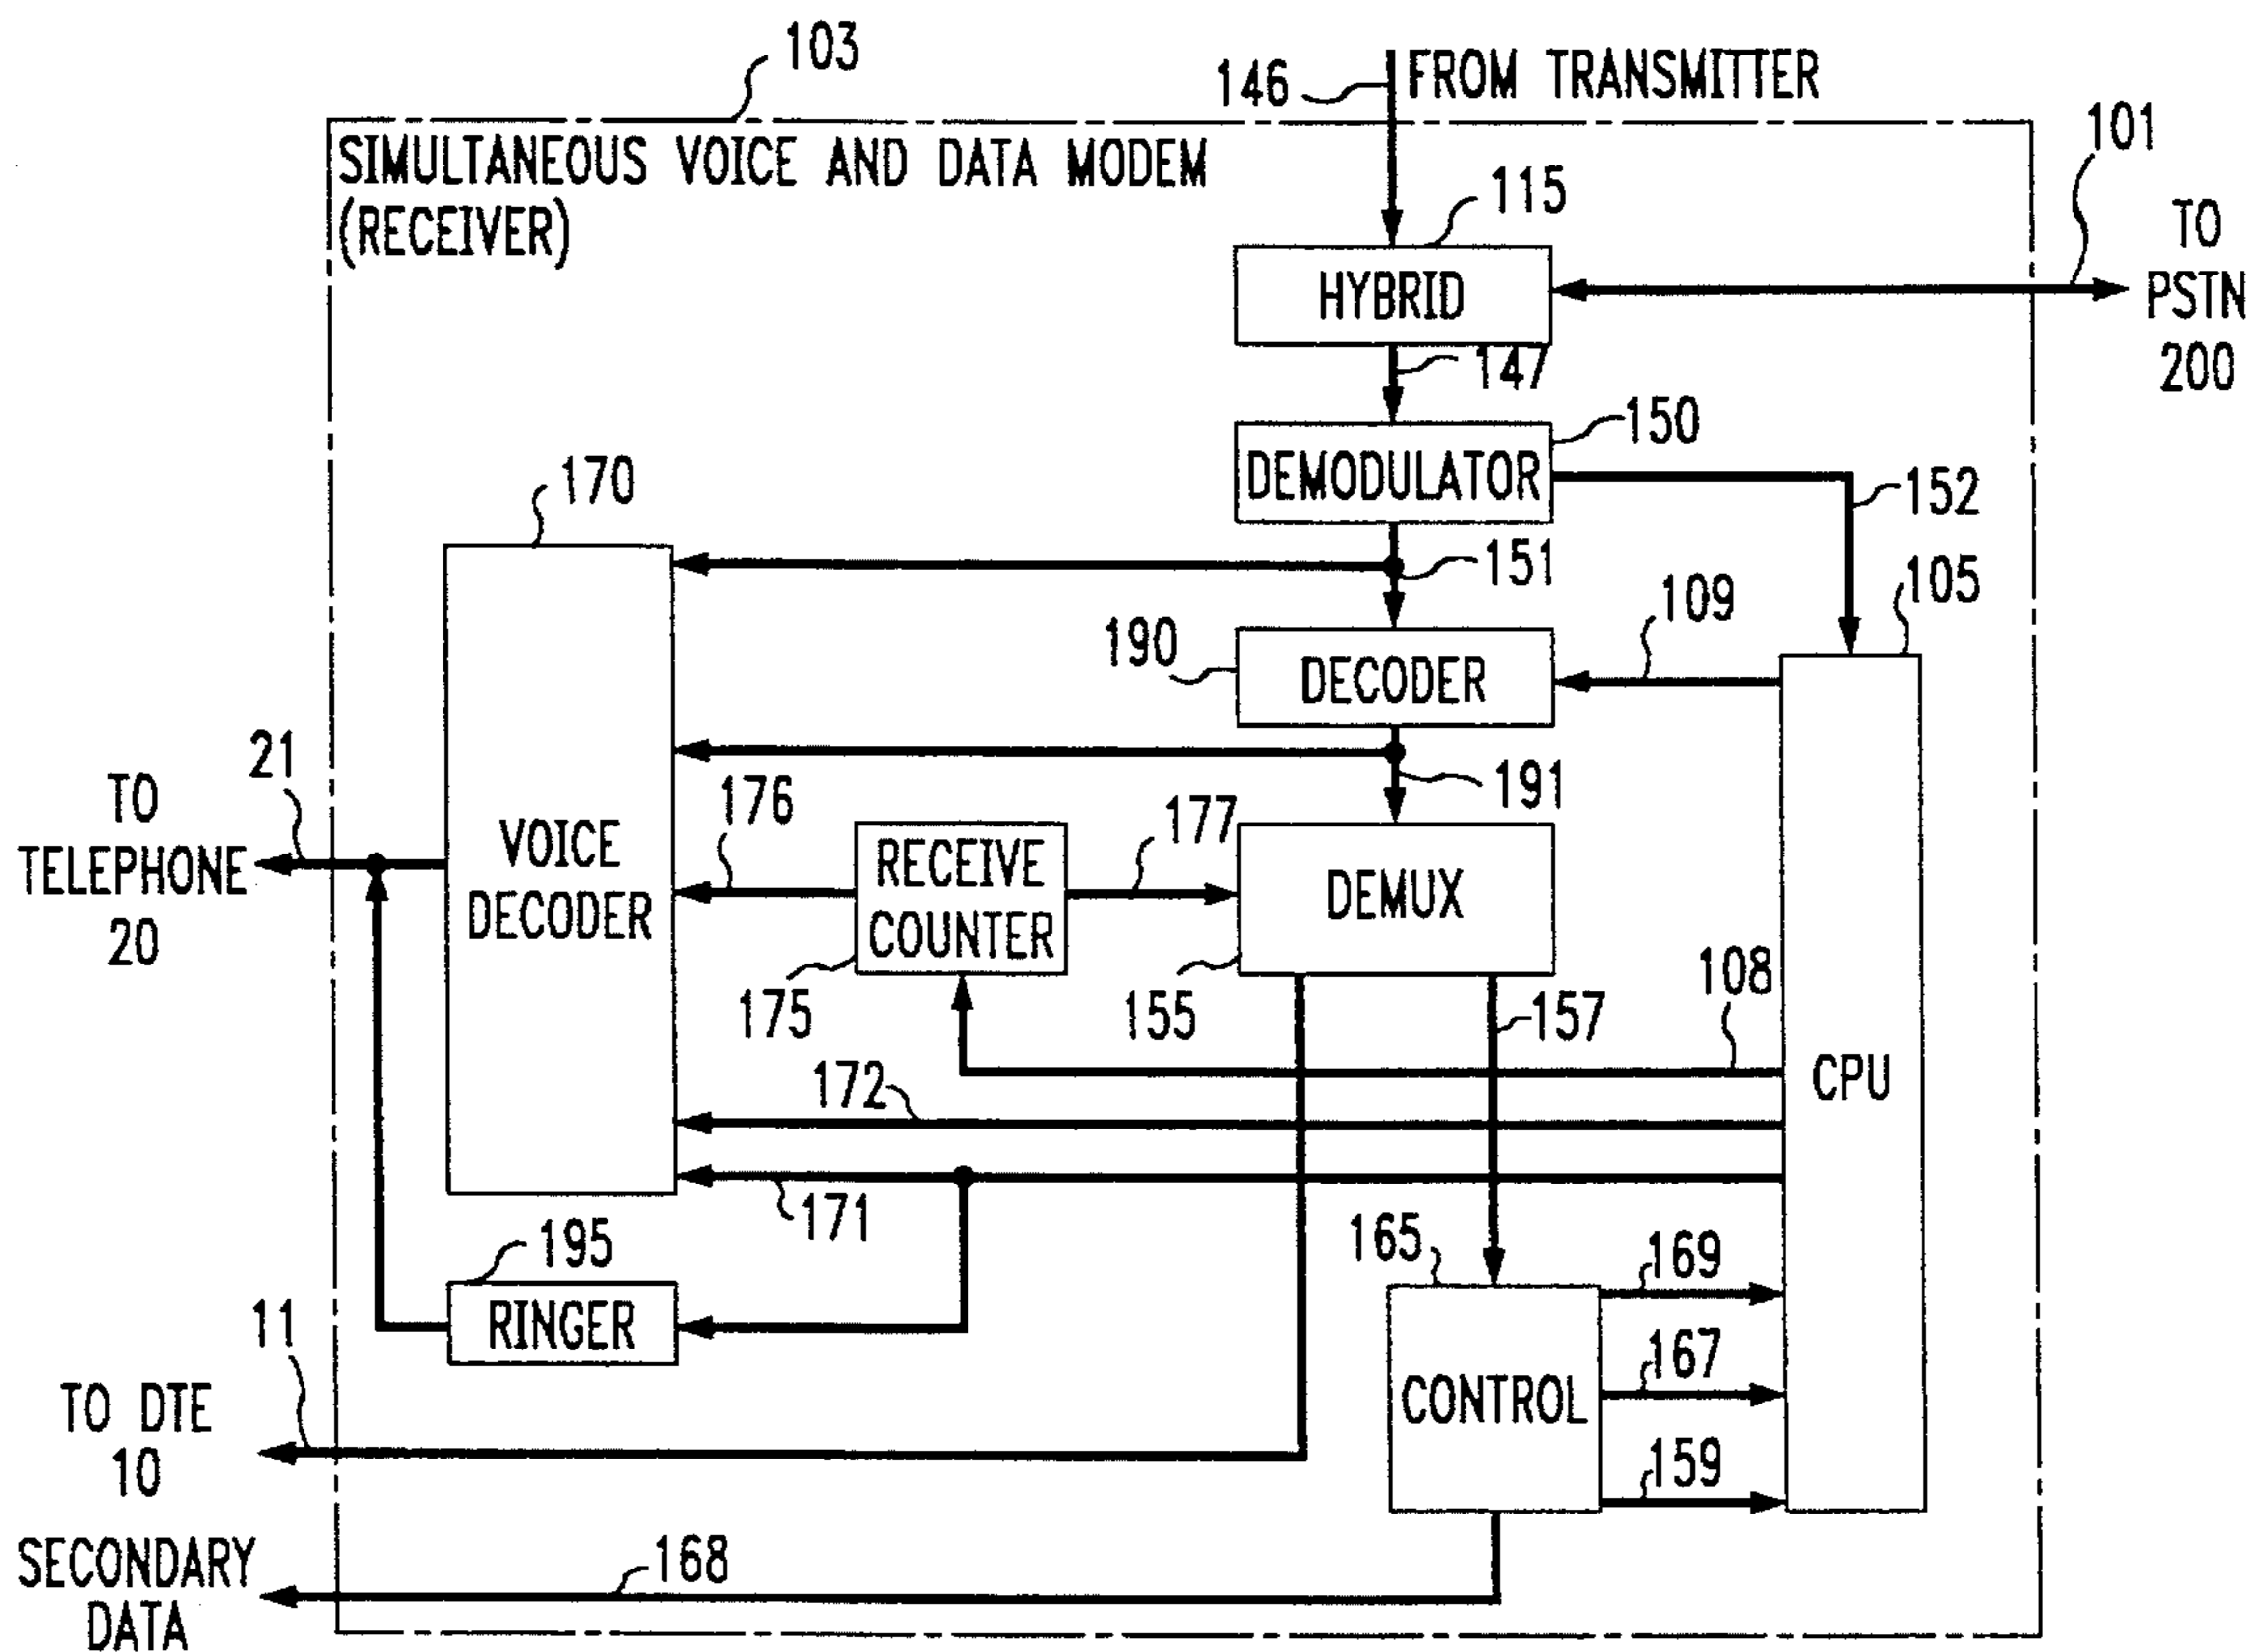 103
146
FROM TRANSMITTER
101
SIMULTANEOUS VOICE AND DATA MODEM
(RECEIVER)
115
TO
PSTN
200
HYBRID
147
150
DEMODULATOR
152
170
151
105
109
190
DECODER
21
191
TO
TELEPHONE
20
176
177
VOICE
DECODER
RECEIVE
COUNTER
DEMUX
108
175
155
157
CPU
172
171
195
165
169
RINGER
11
167
TO DTE
10
CONTROL
159
SECONDARY
DATA
168